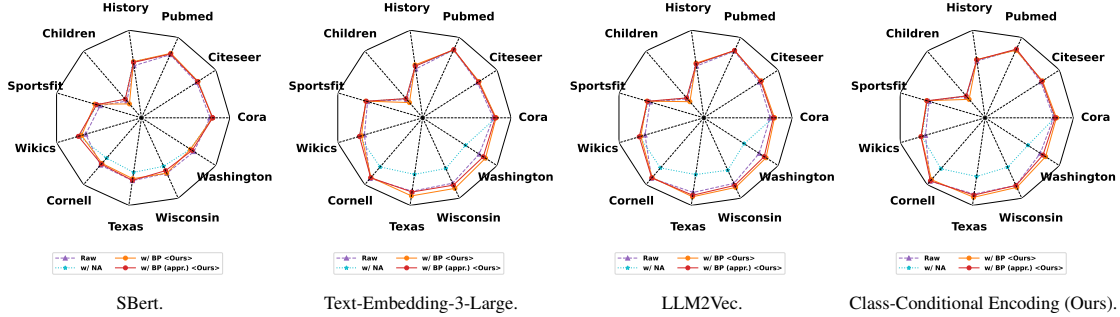 History
Pubmed
Children
Citeseer
Sportsfit
Cora
Wikics
Washington
Cornell
Wisconsin
Texas
Raw
w/ BP <Ours>
w/ NA
w/ BP (appr.) <Ours>
SBert.
History
Pubmed
Children
Citeseer
Sportsfit
Cora
Wikics
Washington
Cornell
Wisconsin
Texas
Raw
w/ BP <Ours>
w/ NA
w/ BP (appr.) <Ours>
Text-Embedding-3-Large.
History
Pubmed
Children
Citeseer
Sportsfit
Cora
Wikics
Washington
Cornell
Wisconsin
Texas
Raw
w/ BP <Ours>
w/ NA
w/ BP (appr.) <Ours>
LLM2Vec.
History
Pubmed
Children
Citeseer
Sportsfit
Cora
Wikics
Washington
Cornell
Wisconsin
Texas
Raw
w/ BP <Ours>
w/ NA
w/ BP (appr.) <Ours>
Class-Conditional Encoding (Ours).